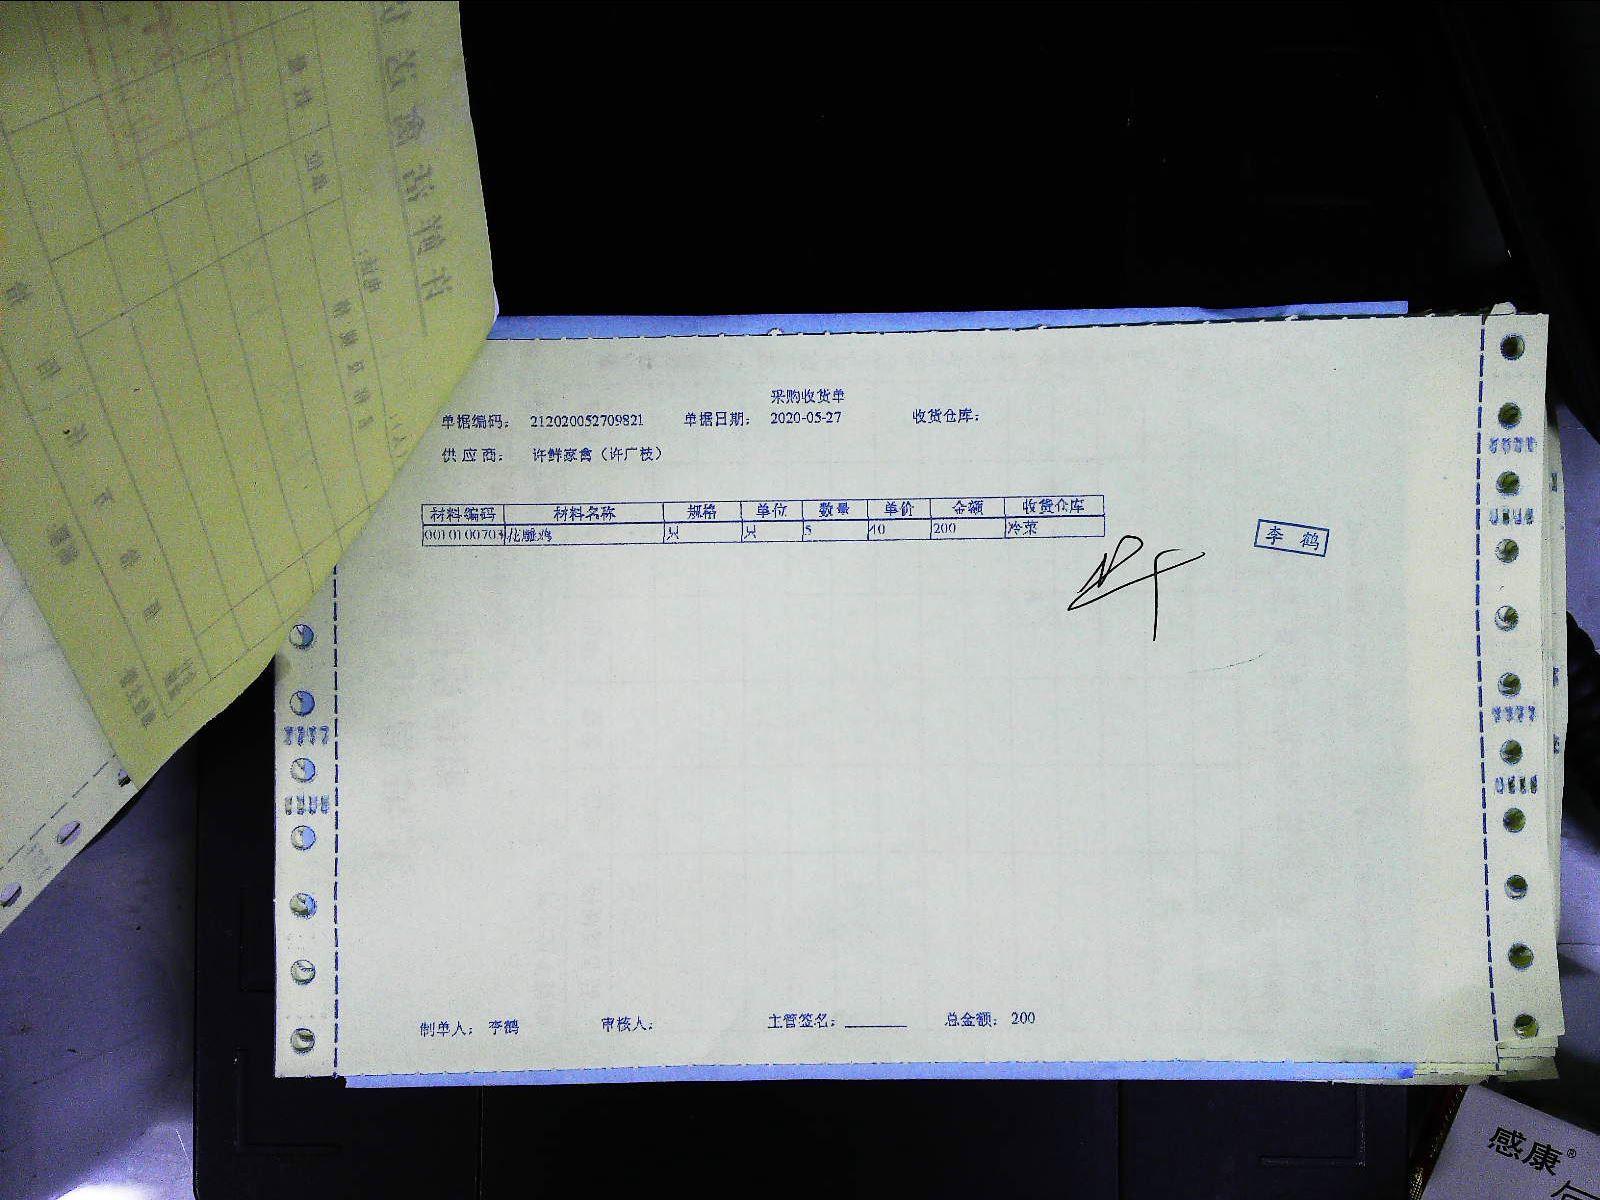 采购收货单
单据编码： 212020052709821 单据日期： 2020-05-27 收货仓库：
供应商： 许鲜家禽（许广枝）
材料编码 材料名称 规格 单位 数量 单价 金额 收货仓库
0010100703 花雕鸡 只 只 5 40 200 冷菜
李鹤
制单人： 李鹤 审核人： 主管签名： 总金额： 200
感康®